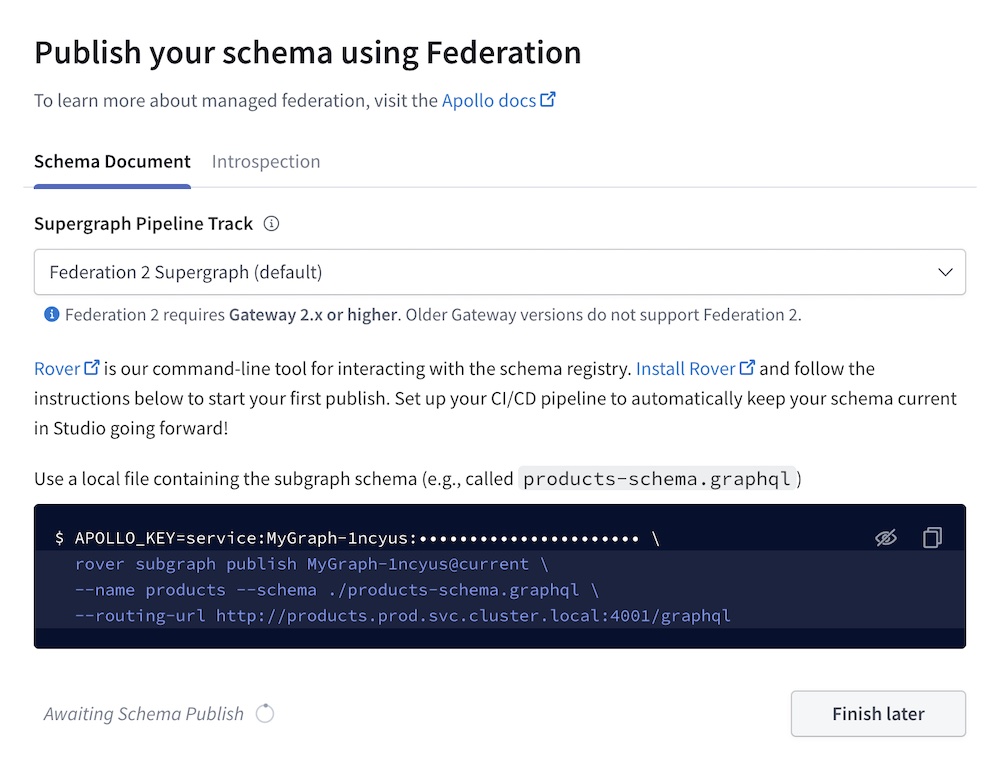 Publish your schema using Federation
To learn more about managed federation, visit the Apollo docs
Schema Document Introspection
Supergraph Pipeline Track
Federation 2 Supergraph (default)
Federation 2 requires Gateway 2.x or higher. Older Gateway versions do not support Federation 2.
Rover is our command-line tool for interacting with the schema registry. Install Rover and follow the
instructions below to start your first publish. Set up your CI/CD pipeline to automatically keep your schema current
in Studio going forward!
Use a local file containing the subgraph schema (e.g., called products-schema.graphql)
$ APOLLO_KEY=service:MyGraph-1ncyus:•••••••••••••••••••••• \
rover subgraph publish MyGraph-1ncyus@current \
--name products --schema ./products-schema.graphql \
--routing-url http://products.prod.svc.cluster.local:4001/graphql
Awaiting Schema Publish
Finish later